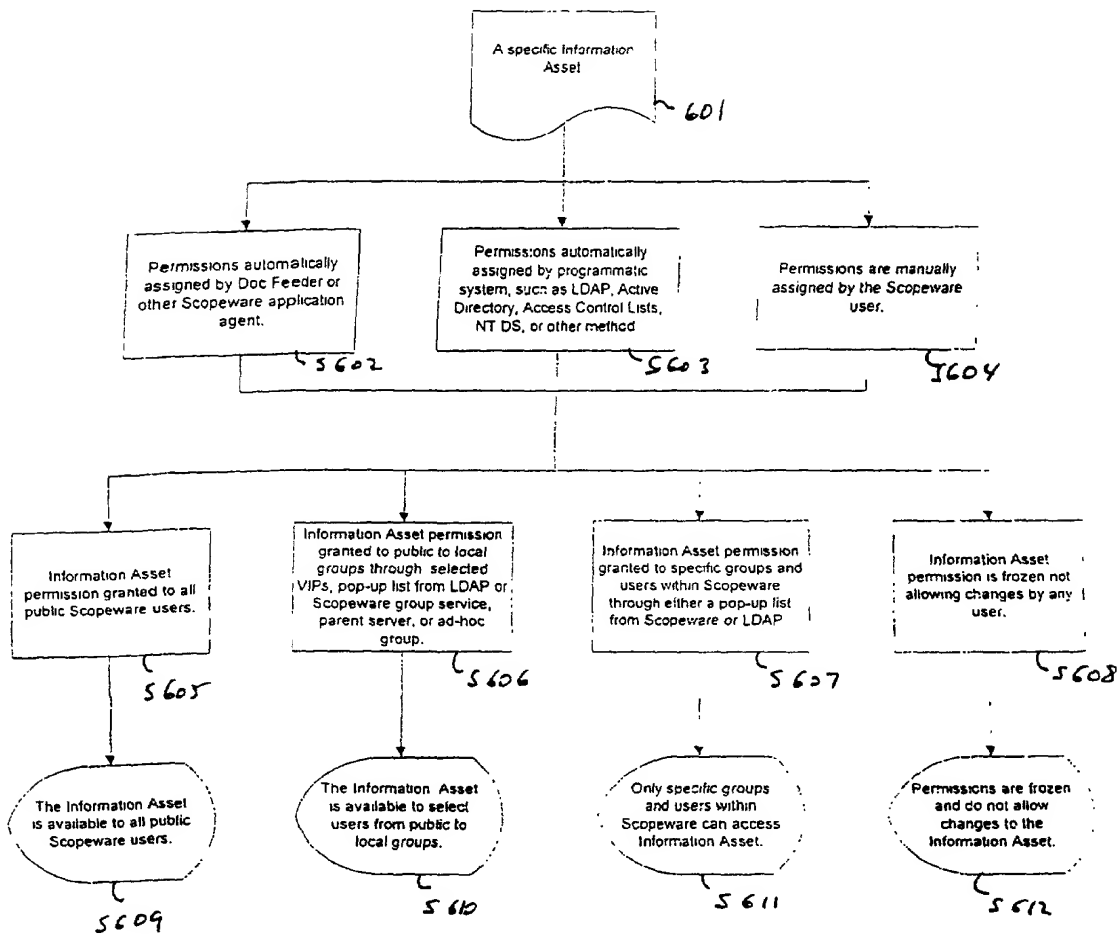 A specific Information
Asset
601
Permissions automatically
assigned by Doc Feeder or
other Scopeware application
agent.
S602
Permissions automatically
assigned by programmatic
system, such as LDAP, Active
Directory, Access Control Lists,
NT DS, or other method
S603
Permissions are manually
assigned by the Scopeware
user.
S604
Information Asset
permission granted to all
public Scopeware users.
S605
Information Asset permission
granted to public to local
groups through selected
VIPs, pop-up list from LDAP or
Scopeware group service,
parent server, or ad-hoc
group.
S606
Information Asset permission
granted to specific groups and
users within Scopeware
through either a pop-up list
from Scopeware or LDAP
S607
Information Asset
permission is frozen not
allowing changes by any
user.
S608
The Information Asset
is available to all public
Scopeware users.
S609
The Information Asset
is available to select
users from public to
local groups.
S610
Only specific groups
and users within
Scopeware can access
Information Asset.
S611
Permissions are frozen
and do not allow
changes to the
Information Asset.
S612